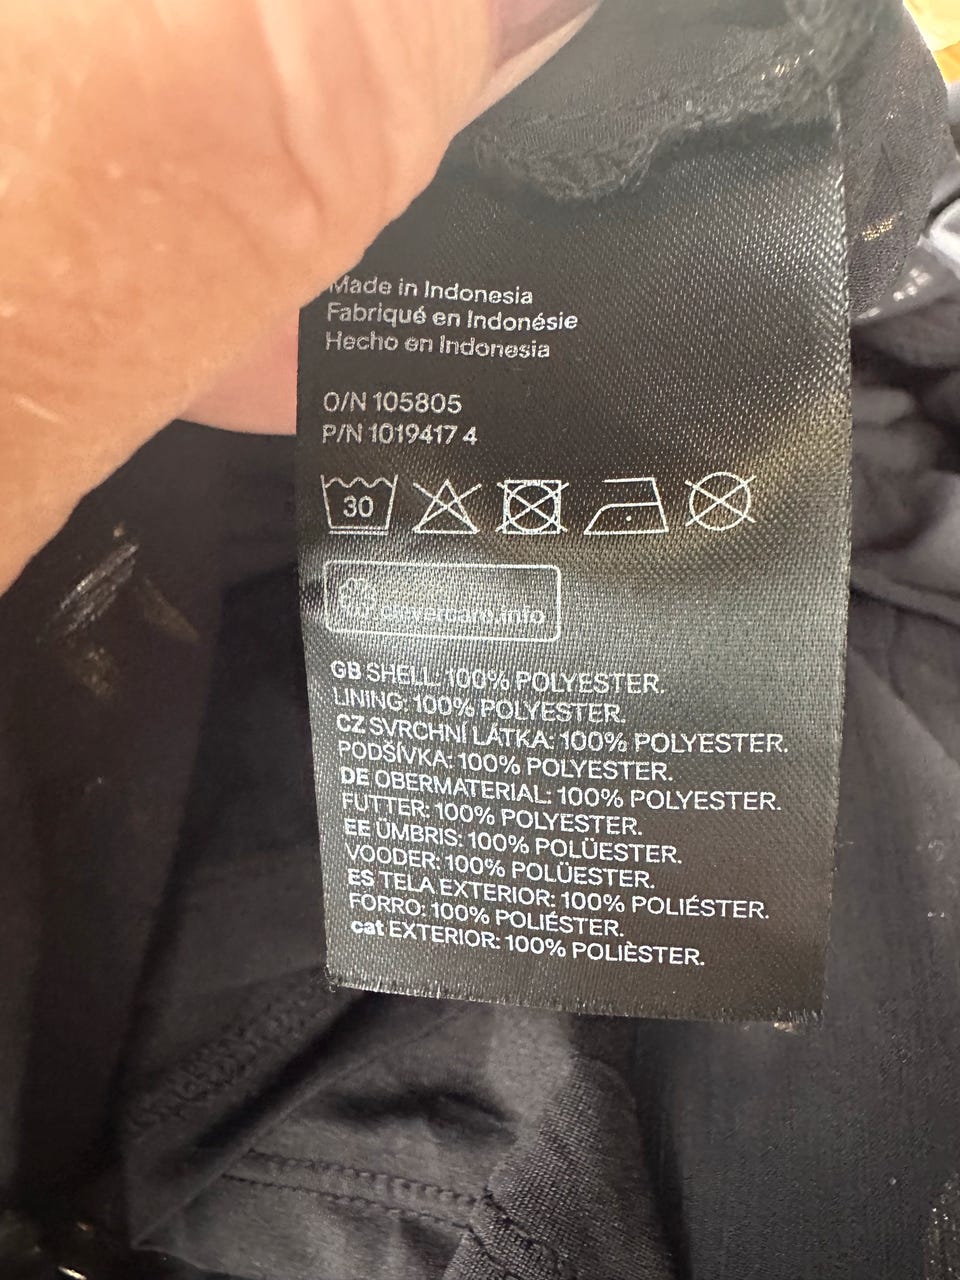 Made in Indonesia
Fabriqué en Indonésie
Hecho en Indonesia
O/N 105805
P/N 1019417 4
30
clevercare.info
GB SHELL: 100% POLYESTER.
LINING: 100% POLYESTER.
CZ SVRCHNÍ LÁTKA: 100% POLYESTER.
PODŠÍVKA: 100% POLYESTER.
DE OBERMATERIAL: 100% POLYESTER.
FUTTER: 100% POLYESTER.
EE ÜMBRIS: 100% POLÜESTER.
VOODER: 100% POLÜESTER.
ES TELA EXTERIOR: 100% POLIÉSTER.
FORRO: 100% POLIÉSTER.
cat EXTERIOR: 100% POLIÈSTER.